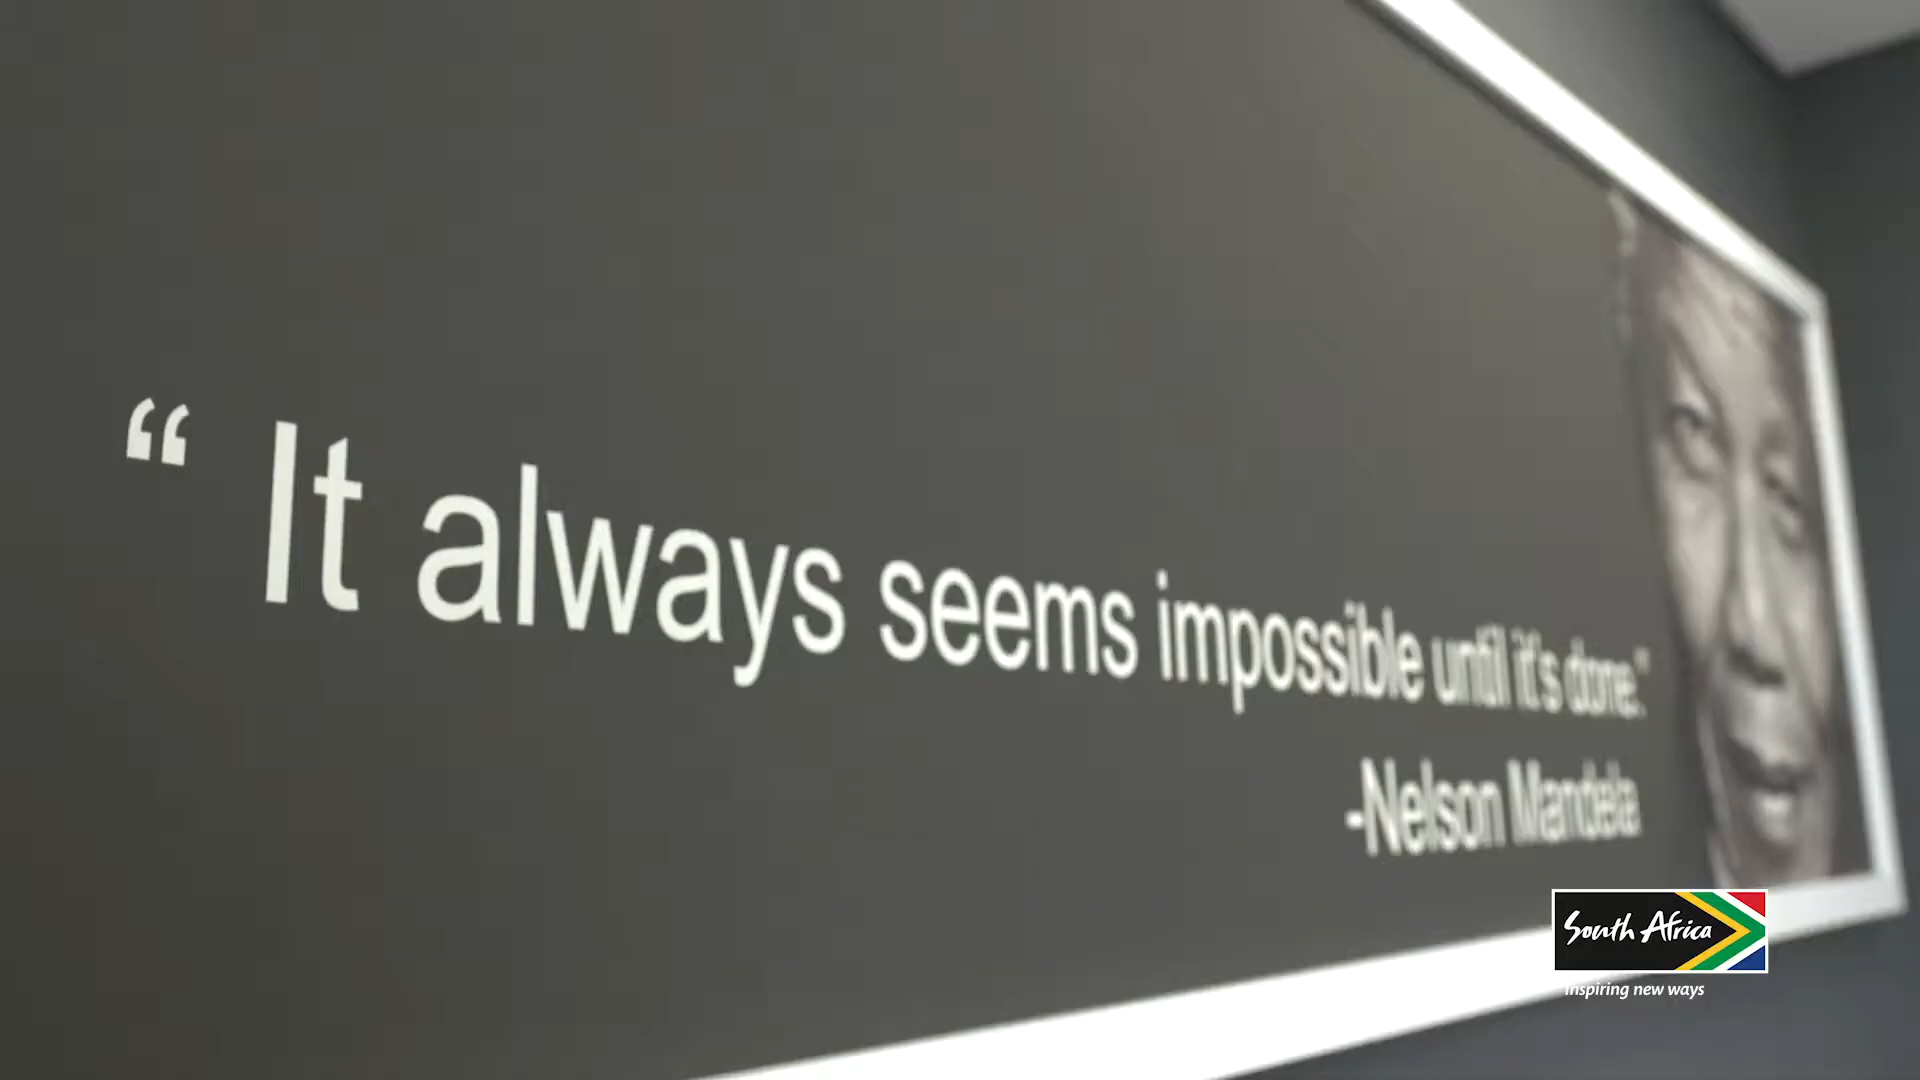 “ It always seems impossible until it's done.”
-Nelson Mandela
South Africa
Inspiring new ways